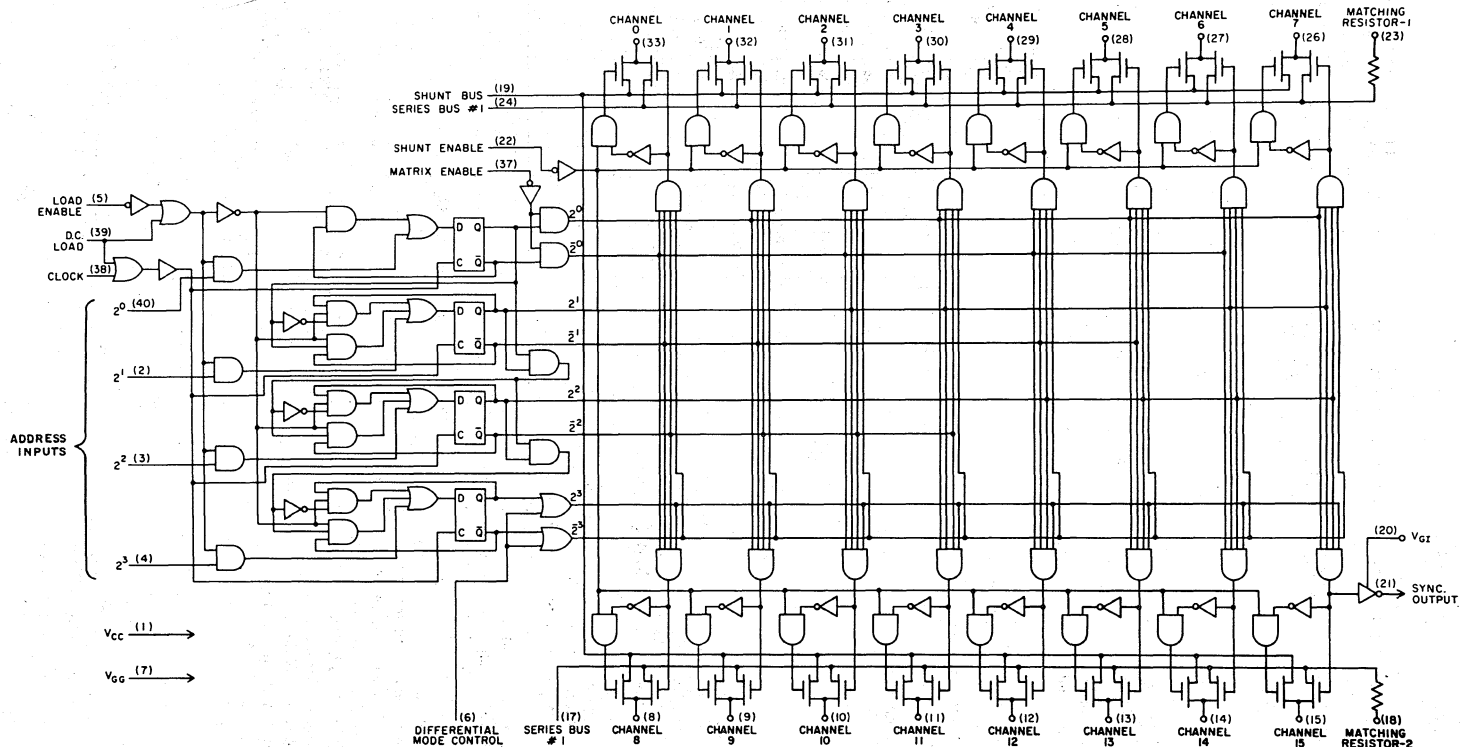 CHANNEL
0
(33)
CHANNEL
1
(32)
CHANNEL
2
(31)
CHANNEL
3
(30)
CHANNEL
4
(29)
CHANNEL
5
(28)
CHANNEL
6
(27)
CHANNEL
7
(26)
MATCHING
RESISTOR-1
(23)
SHUNT BUS (19)
SERIES BUS #1 (24)
SHUNT ENABLE (22)
MATRIX ENABLE (37)
LOAD
ENABLE (5)
D.C.
LOAD (39)
CLOCK (38)
ADDRESS
INPUTS
2⁰ (40)
2¹ (2)
2² (3)
2³ (4)
D Q
C Q̅
D Q
C Q̅
D Q
C Q̅
D Q
C Q̅
2⁰
2̅⁰
2¹
2̅¹
2²
2̅²
2³
2̅³
(20) VGI
(21) SYNC.
OUTPUT
VCC (1)
VGG (7)
(6)
DIFFERENTIAL
MODE CONTROL
(17)
SERIES BUS
#1
(8)
CHANNEL
8
(9)
CHANNEL
9
(10)
CHANNEL
10
(11)
CHANNEL
11
(12)
CHANNEL
12
(13)
CHANNEL
13
(14)
CHANNEL
14
(15)
CHANNEL
15
(18)
MATCHING
RESISTOR-2